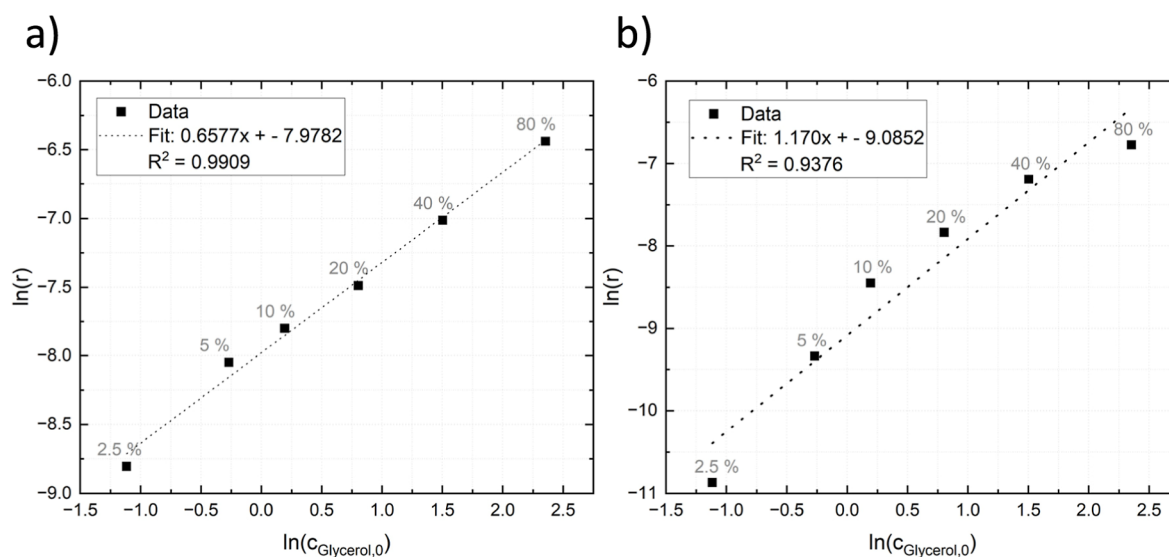 a)
−6.0
−6.5
−7.0
−7.5
−8.0
−8.5
−9.0
ln(r)
Data
Fit: 0.6577x + - 7.9782
R² = 0.9909
80 %
40 %
20 %
10 %
5 %
2.5 %
−1.5 −1.0 −0.5 0.0 0.5 1.0 1.5 2.0 2.5
ln(cGlycerol,0)
b)
−6
−7
−8
−9
−10
−11
ln(r)
Data
Fit: 1.170x + - 9.0852
R² = 0.9376
80 %
40 %
20 %
10 %
5 %
2.5 %
−1.5 −1.0 −0.5 0.0 0.5 1.0 1.5 2.0 2.5
ln(cGlycerol,0)